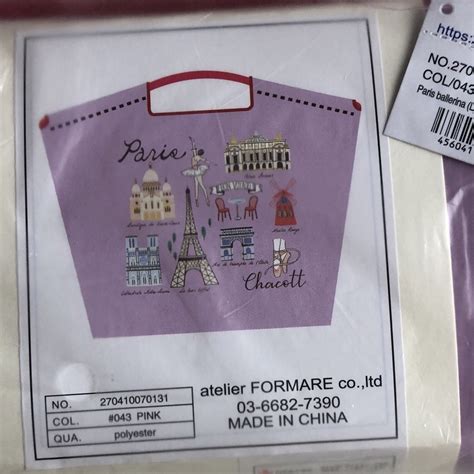 https:
NO.270
COL/043
Paris ballerina (
456041
Paris
Chacott
NO. 270410070131
COL. #043 PINK
QUA. polyester
atelier FORMARE co.,ltd
03-6682-7390
MADE IN CHINA